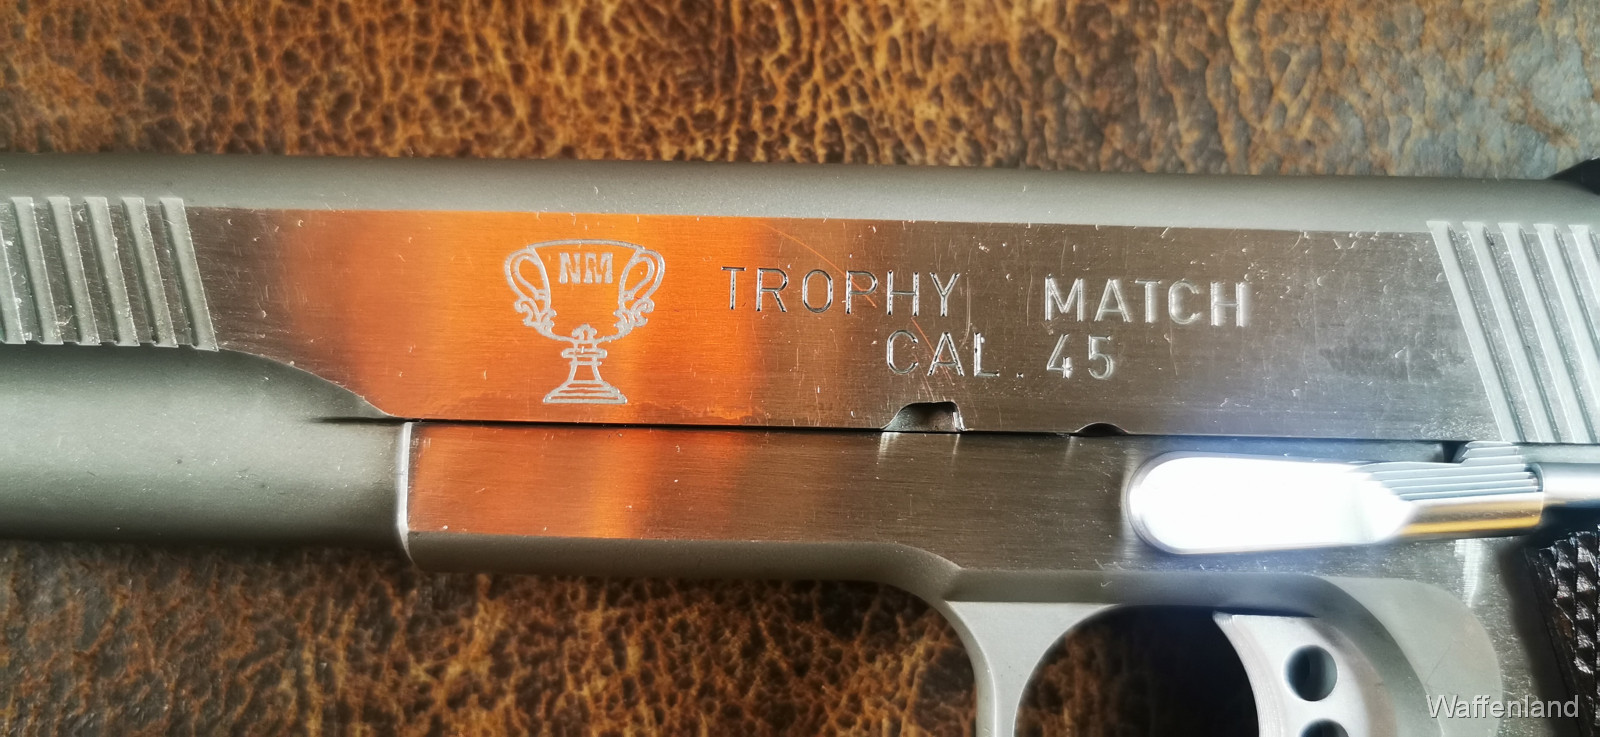 NM
TROPHY MATCH
CAL. 45
Waffenland